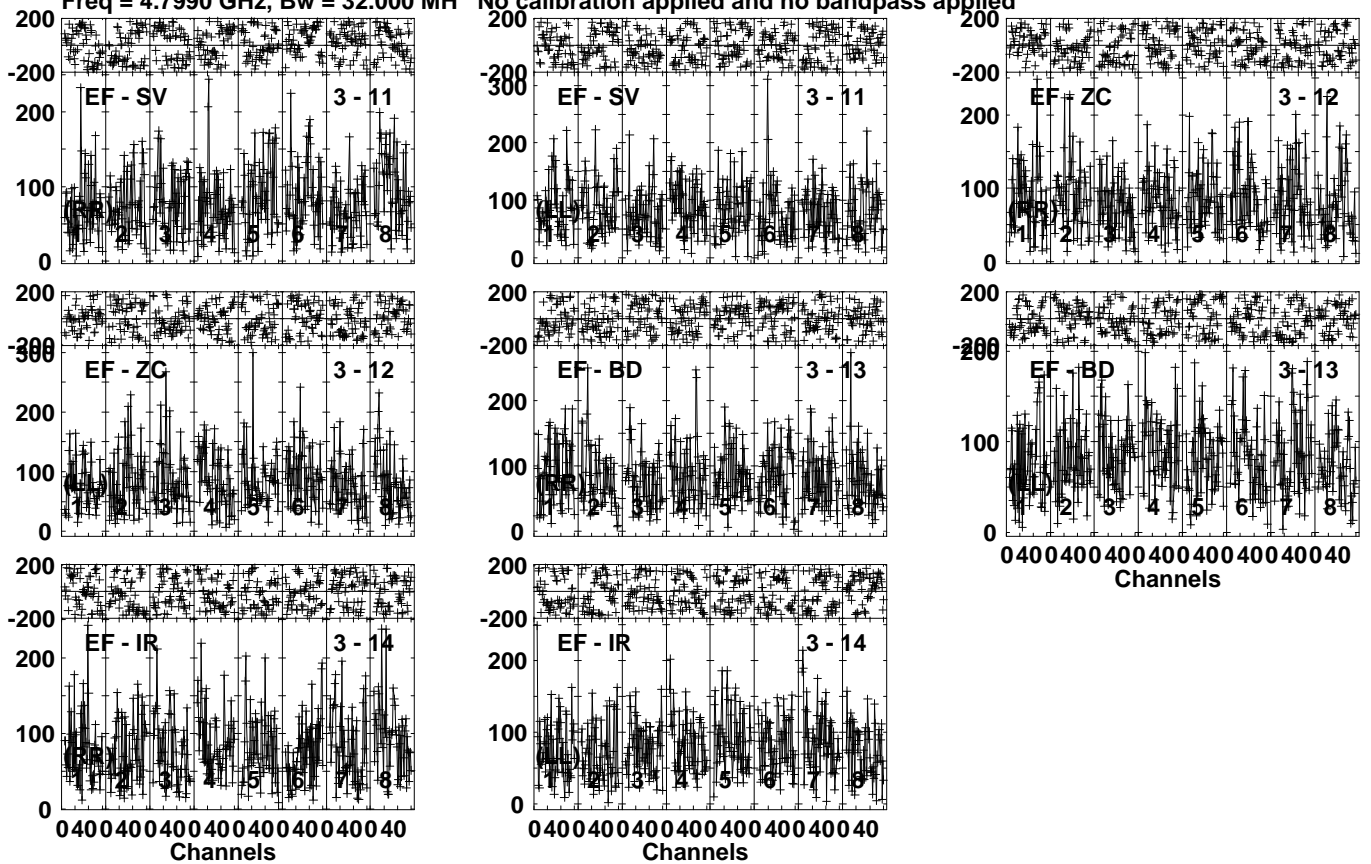 Freq = 4.7990 GHz, Bw = 32.000 MH No calibration applied and no bandpass applied
200
-200
200
100
0
EF - SV 3 - 11
(RR)
1 2 3 4 5 6 7 8
200
-200
300
200
100
0
EF - SV 3 - 11
(LL)
1 2 3 4 5 6 7 8
200
-200
200
100
0
EF - ZC 3 - 12
(RR)
1 2 3 4 5 6 7 8
200
-200
300
200
100
0
EF - ZC 3 - 12
(LL)
1 2 3 4 5 6 7 8
200
-200
200
100
0
EF - BD 3 - 13
(RR)
1 2 3 4 5 6 7 8
200
-200
200
100
0
EF - BD 3 - 13
(LL)
1 2 3 4 5 6 7 8
0 40 0 40 0 40 0 40 0 40 0 40 0 40 0 40
Channels
200
-200
200
100
0
EF - IR 3 - 14
(RR)
1 2 3 4 5 6 7 8
0 40 0 40 0 40 0 40 0 40 0 40 0 40 0 40
Channels
200
-200
200
100
0
EF - IR 3 - 14
(LL)
1 2 3 4 5 6 7 8
0 40 0 40 0 40 0 40 0 40 0 40 0 40 0 40
Channels